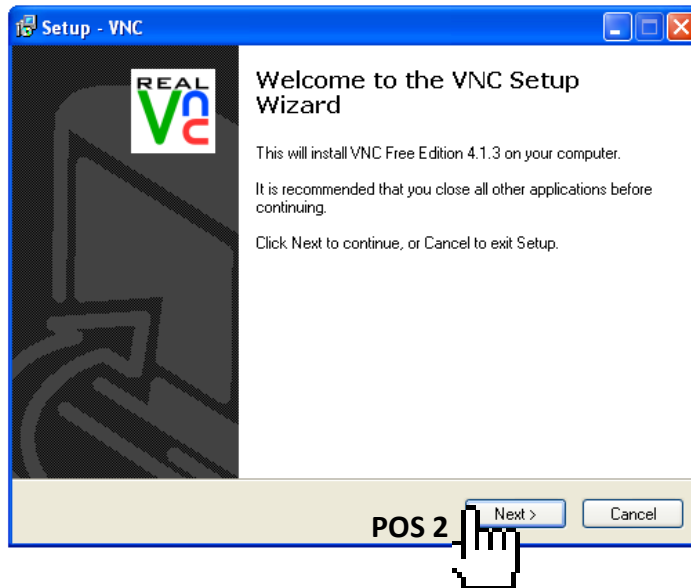 Setup - VNC
REAL
VNC
Welcome to the VNC Setup
Wizard
This will install VNC Free Edition 4.1.3 on your computer.
It is recommended that you close all other applications before
continuing.
Click Next to continue, or Cancel to exit Setup.
POS 2
Next >
Cancel